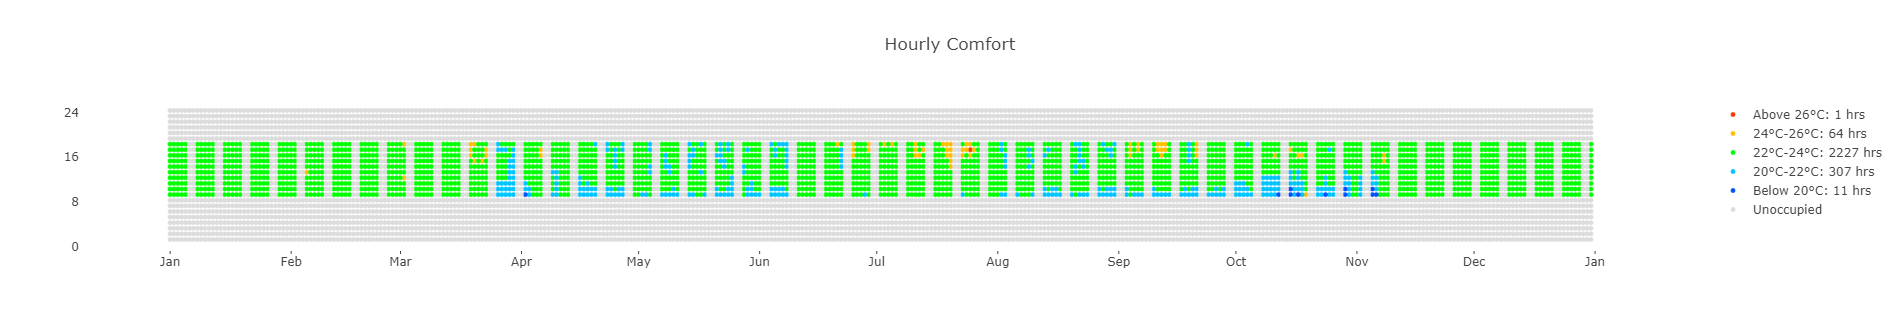 Hourly Comfort
24
16
8
0
Jan Feb Mar Apr May Jun Jul Aug Sep Oct Nov Dec Jan
Above 26°C: 1 hrs
24°C-26°C: 64 hrs
22°C-24°C: 2227 hrs
20°C-22°C: 307 hrs
Below 20°C: 11 hrs
Unoccupied